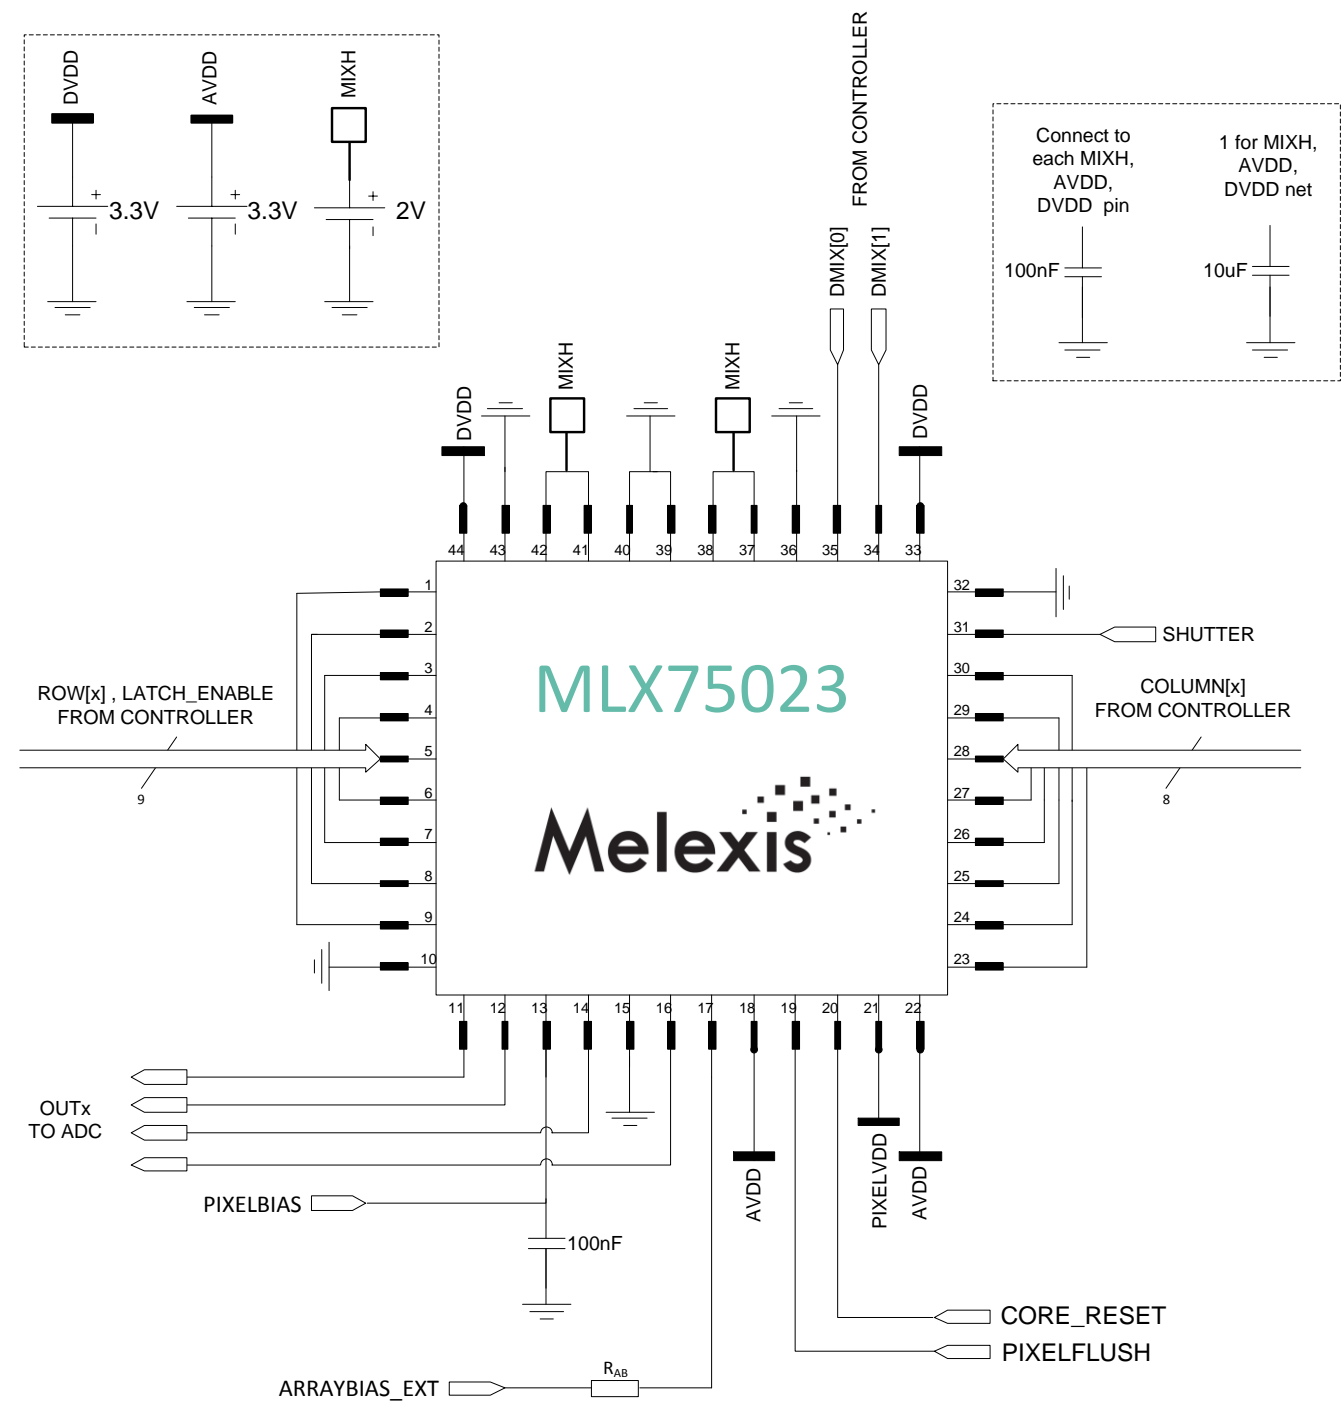 DVDD
AVDD
MIXH
3.3V
3.3V
2V
FROM CONTROLLER
DMIX[0]
DMIX[1]
Connect to
each MIXH,
AVDD,
DVDD pin
100nF
1 for MIXH,
AVDD,
DVDD net
10uF
DVDD
MIXH
MIXH
DVDD
44 43 42 41 40 39 38 37 36 35 34 33
1
2
3
4
5
6
7
8
9
10
32
31
30
29
28
27
26
25
24
23
SHUTTER
ROW[x] , LATCH_ENABLE
FROM CONTROLLER
9
COLUMN[x]
FROM CONTROLLER
8
MLX75023
Melexis
11 12 13 14 15 16 17 18 19 20 21 22
OUTx
TO ADC
PIXELBIAS
100nF
AVDD
PIXELVDD
AVDD
CORE_RESET
PIXELFLUSH
RAB
ARRAYBIAS_EXT